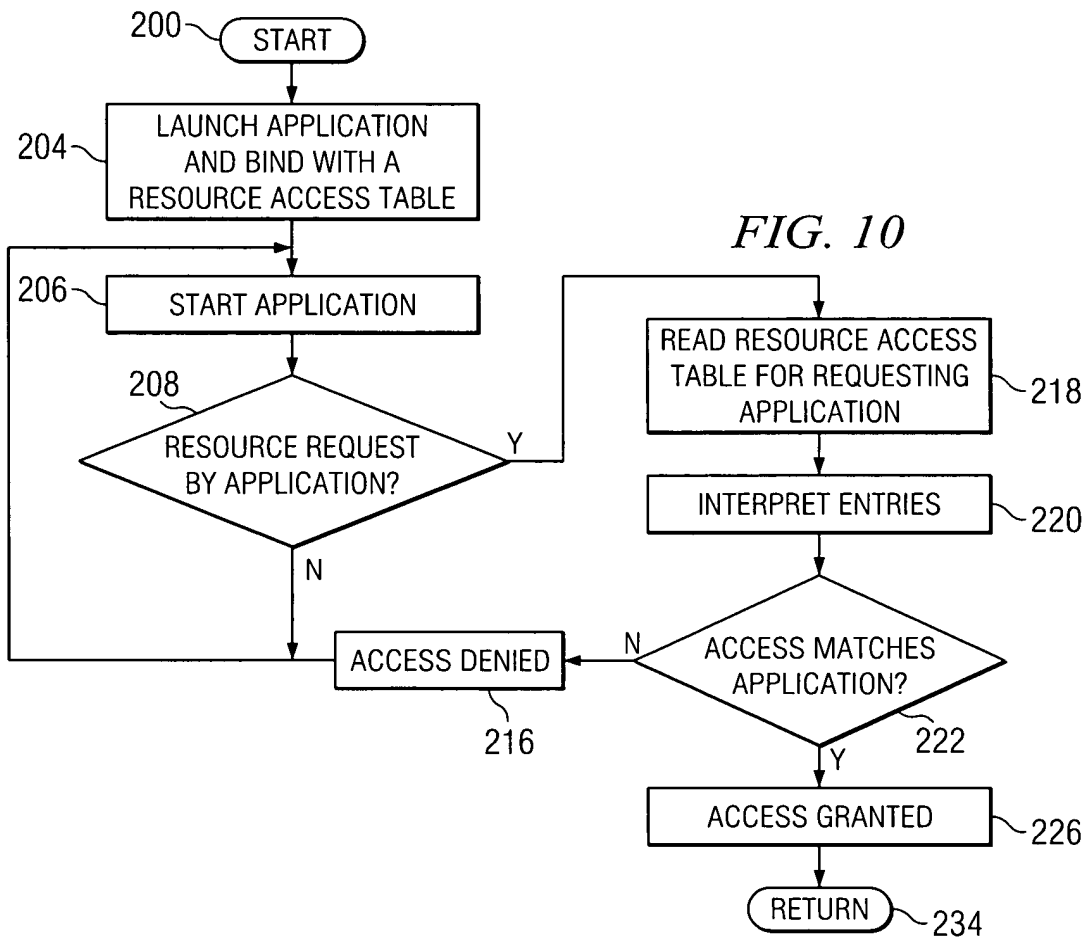 200
START
204
LAUNCH APPLICATION
AND BIND WITH A
RESOURCE ACCESS TABLE
FIG. 10
206
START APPLICATION
208
RESOURCE REQUEST
BY APPLICATION?
Y
N
READ RESOURCE ACCESS
TABLE FOR REQUESTING
APPLICATION
218
INTERPRET ENTRIES
220
ACCESS MATCHES
APPLICATION?
222
N
ACCESS DENIED
216
Y
ACCESS GRANTED
226
RETURN
234